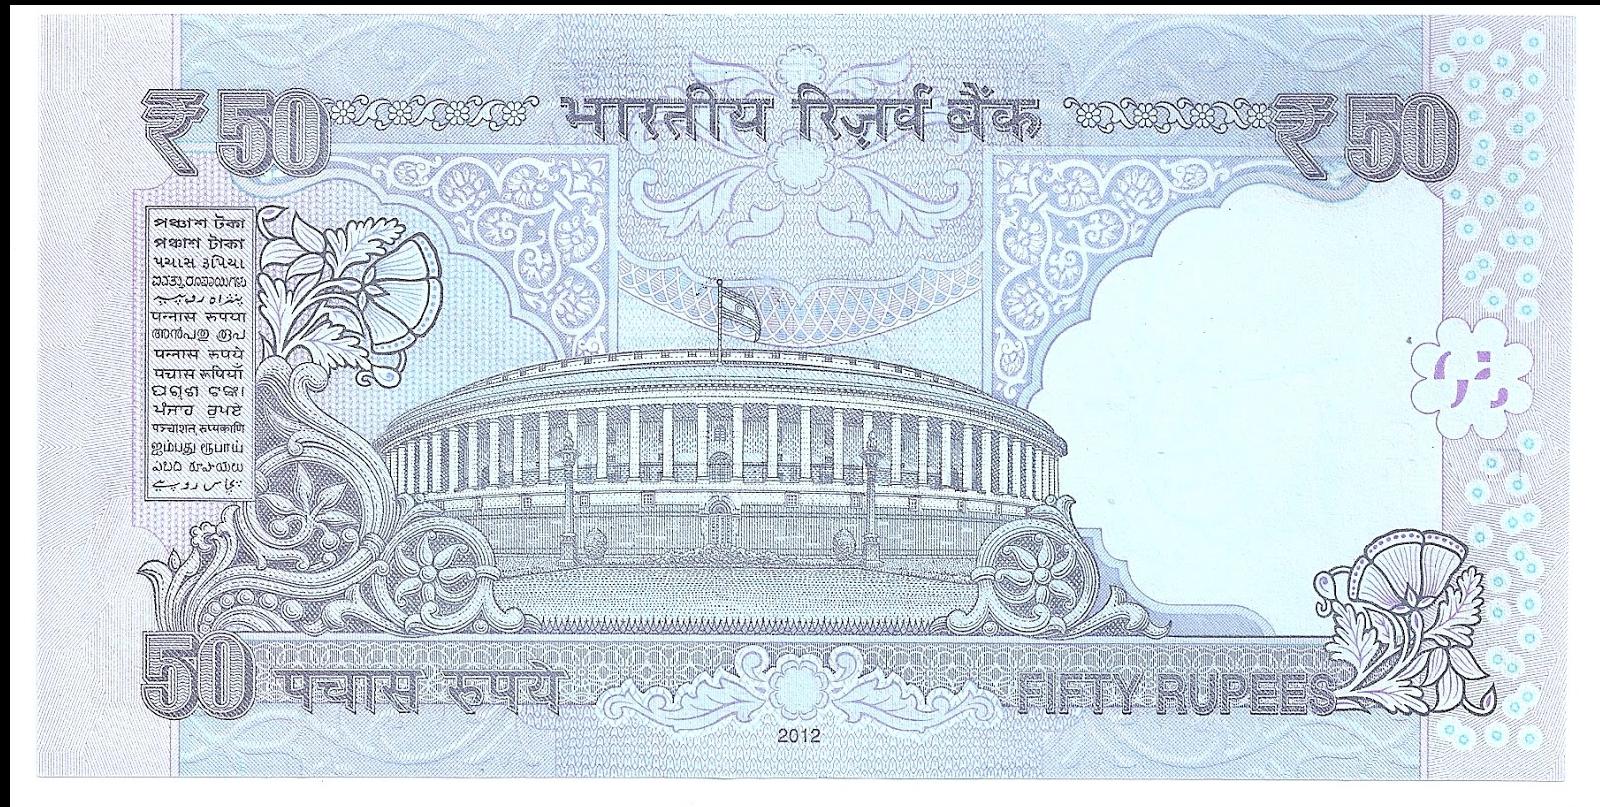 ₹ 50 भारतीय रिज़र्व बैंक ₹ 50
পঞ্চাশ টকা
পঞ্চাশ টাকা
પચાસ રૂપિયા
ಐವತ್ತು ರೂಪಾಯಿಗಳು
پنٛژاہ روپیہِ
पन्नास रुपया
അൻപതു രൂപ
पन्नास रुपये
पचास रूपियाँ
ପଚାଶ ଟଙ୍କା
ਪੰਜਾਹ ਰੁਪਏ
पञ्चाशत् रुप्यकाणि
ஐம்பது ரூபாய்
ఏబది రూపాయలు
پچاس روپیے
50 पचास रूपये FIFTY RUPEES
2012